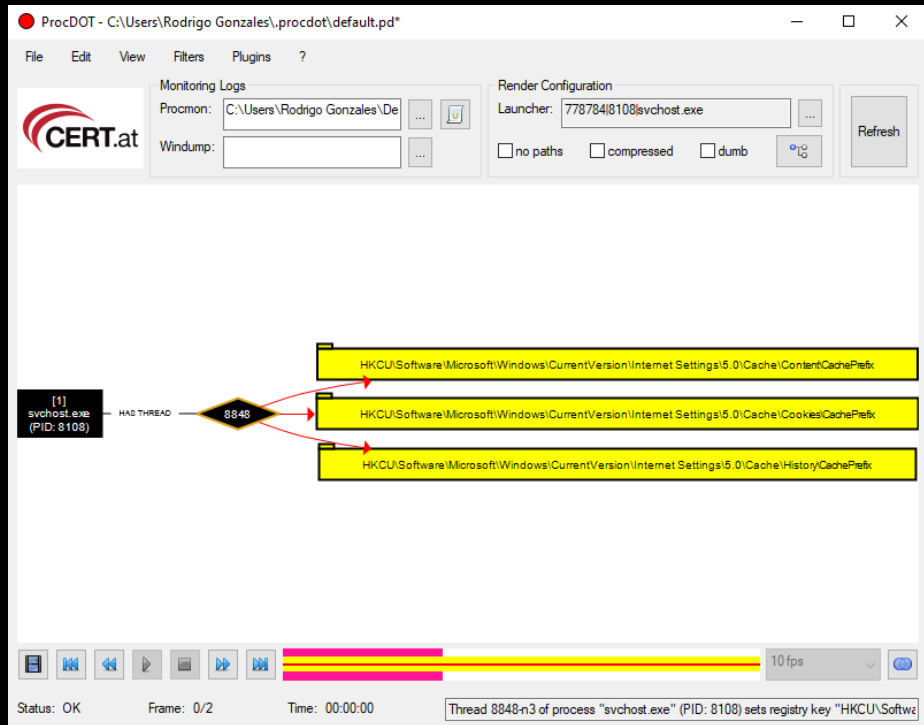 ProcDOT - C:\Users\Rodrigo Gonzales\.procdot\default.pd*
File Edit View Filters Plugins ?
CERT.at
Monitoring Logs
Procmon: C:\Users\Rodrigo Gonzales\De ...
Windump: ...
Render Configuration
Launcher: 778784|8108|svchost.exe ...
no paths compressed dumb
Refresh
HKCU\Software\Microsoft\Windows\CurrentVersion\Internet Settings\5.0\Cache\Content\CachePrefix
[1]
svchost.exe
(PID: 8108)
HAS THREAD
8848
HKCU\Software\Microsoft\Windows\CurrentVersion\Internet Settings\5.0\Cache\Cookies\CachePrefix
HKCU\Software\Microsoft\Windows\CurrentVersion\Internet Settings\5.0\Cache\History\CachePrefix
10 fps
Status: OK Frame: 0/2 Time: 00:00:00 Thread 8848-n3 of process "svchost.exe" (PID: 8108) sets registry key "HKCU\Softwa